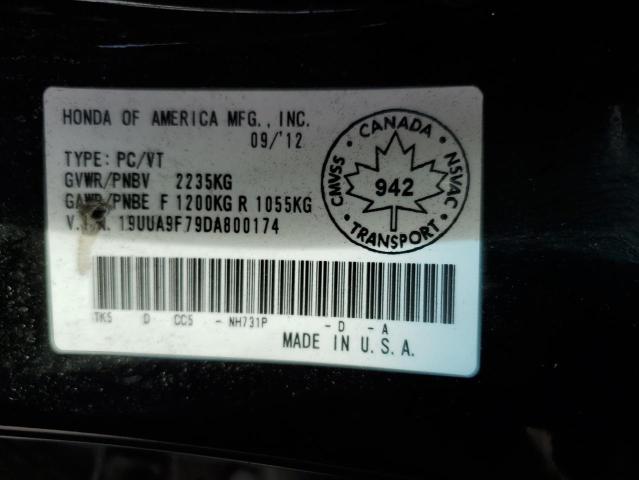 HONDA OF AMERICA MFG., INC.
09/'12
TYPE: PC/VT
GVWR/PNBV 2235KG
GAWR/PNBE F 1200KG R 1055KG
19UUA9F79DA800174
CANADA
CMVSS
NSVAC
942
TRANSPORT
TK5 D CC5 - NH731P - D - A
MADE IN U.S.A.